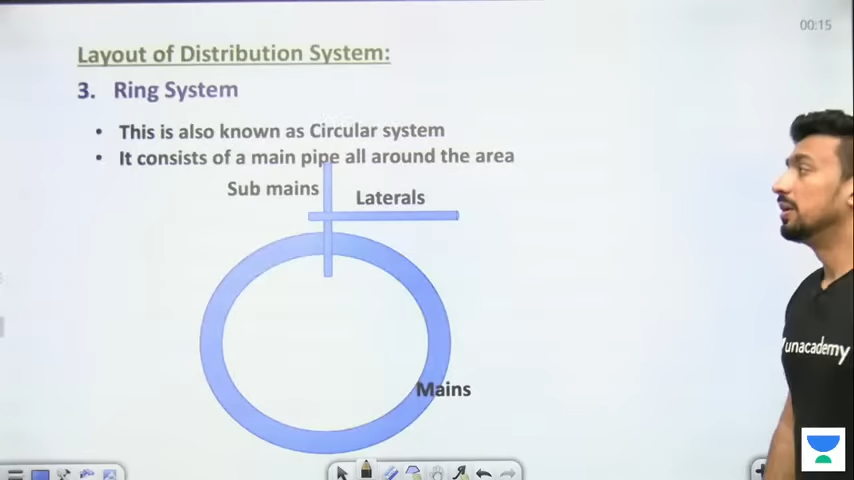 00:15
Layout of Distribution System:
3. Ring System
• This is also known as Circular system
• It consists of a main pipe all around the area
Sub mains
Laterals
Mains
unacademy